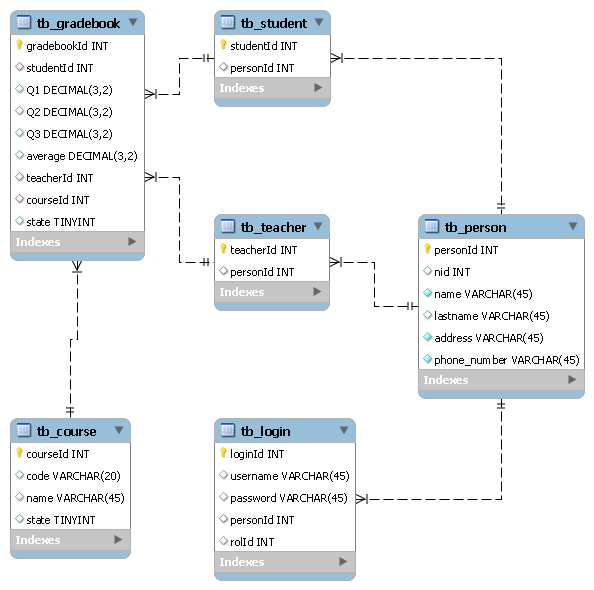 tb_gradebook
gradebookId INT
studentId INT
Q1 DECIMAL(3,2)
Q2 DECIMAL(3,2)
Q3 DECIMAL(3,2)
average DECIMAL(3,2)
teacherId INT
courseId INT
state TINYINT
Indexes
tb_student
studentId INT
personId INT
Indexes
tb_teacher
teacherId INT
personId INT
Indexes
tb_person
personId INT
nid INT
name VARCHAR(45)
lastname VARCHAR(45)
address VARCHAR(45)
phone_number VARCHAR(45)
Indexes
tb_course
courseId INT
code VARCHAR(20)
name VARCHAR(45)
state TINYINT
Indexes
tb_login
loginId INT
username VARCHAR(45)
password VARCHAR(45)
personId INT
rolId INT
Indexes